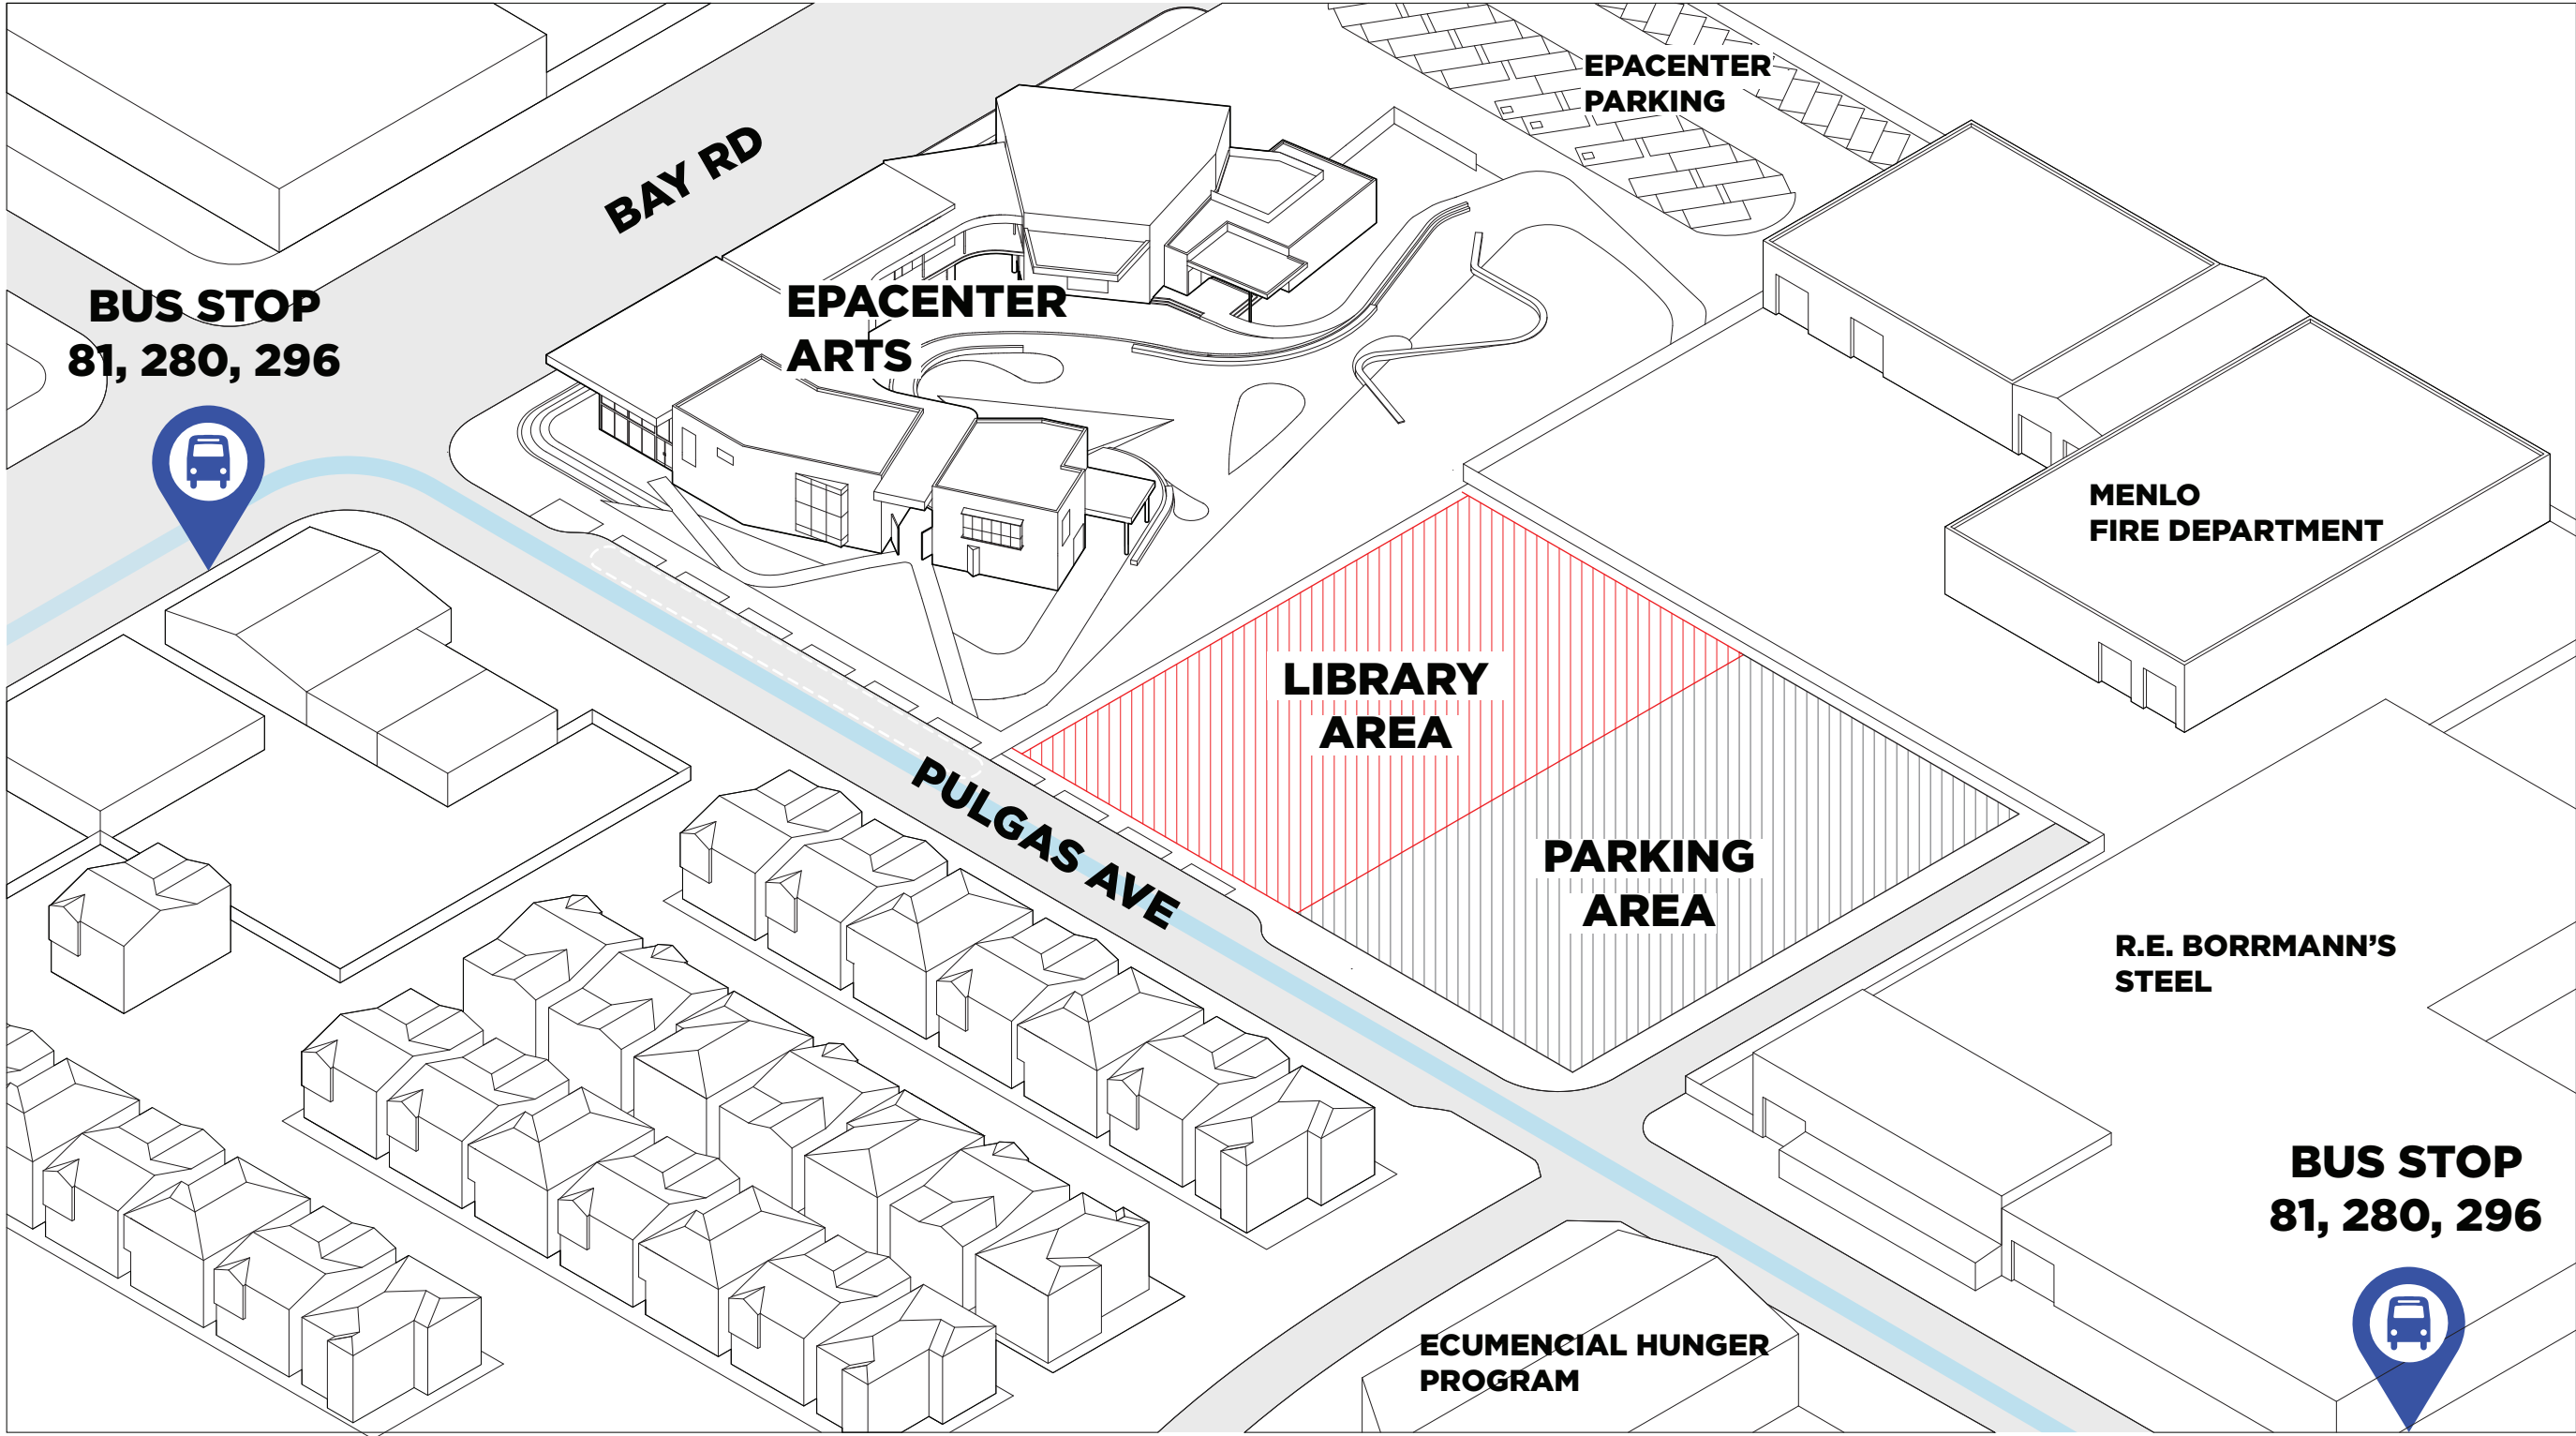 EPACENTER
PARKING
BAY RD
BUS STOP
81, 280, 296
EPACENTER
ARTS
MENLO
FIRE DEPARTMENT
LIBRARY
AREA
PULGAS AVE
PARKING
AREA
R.E. BORRMANN’S
STEEL
BUS STOP
81, 280, 296
ECUMENCIAL HUNGER
PROGRAM